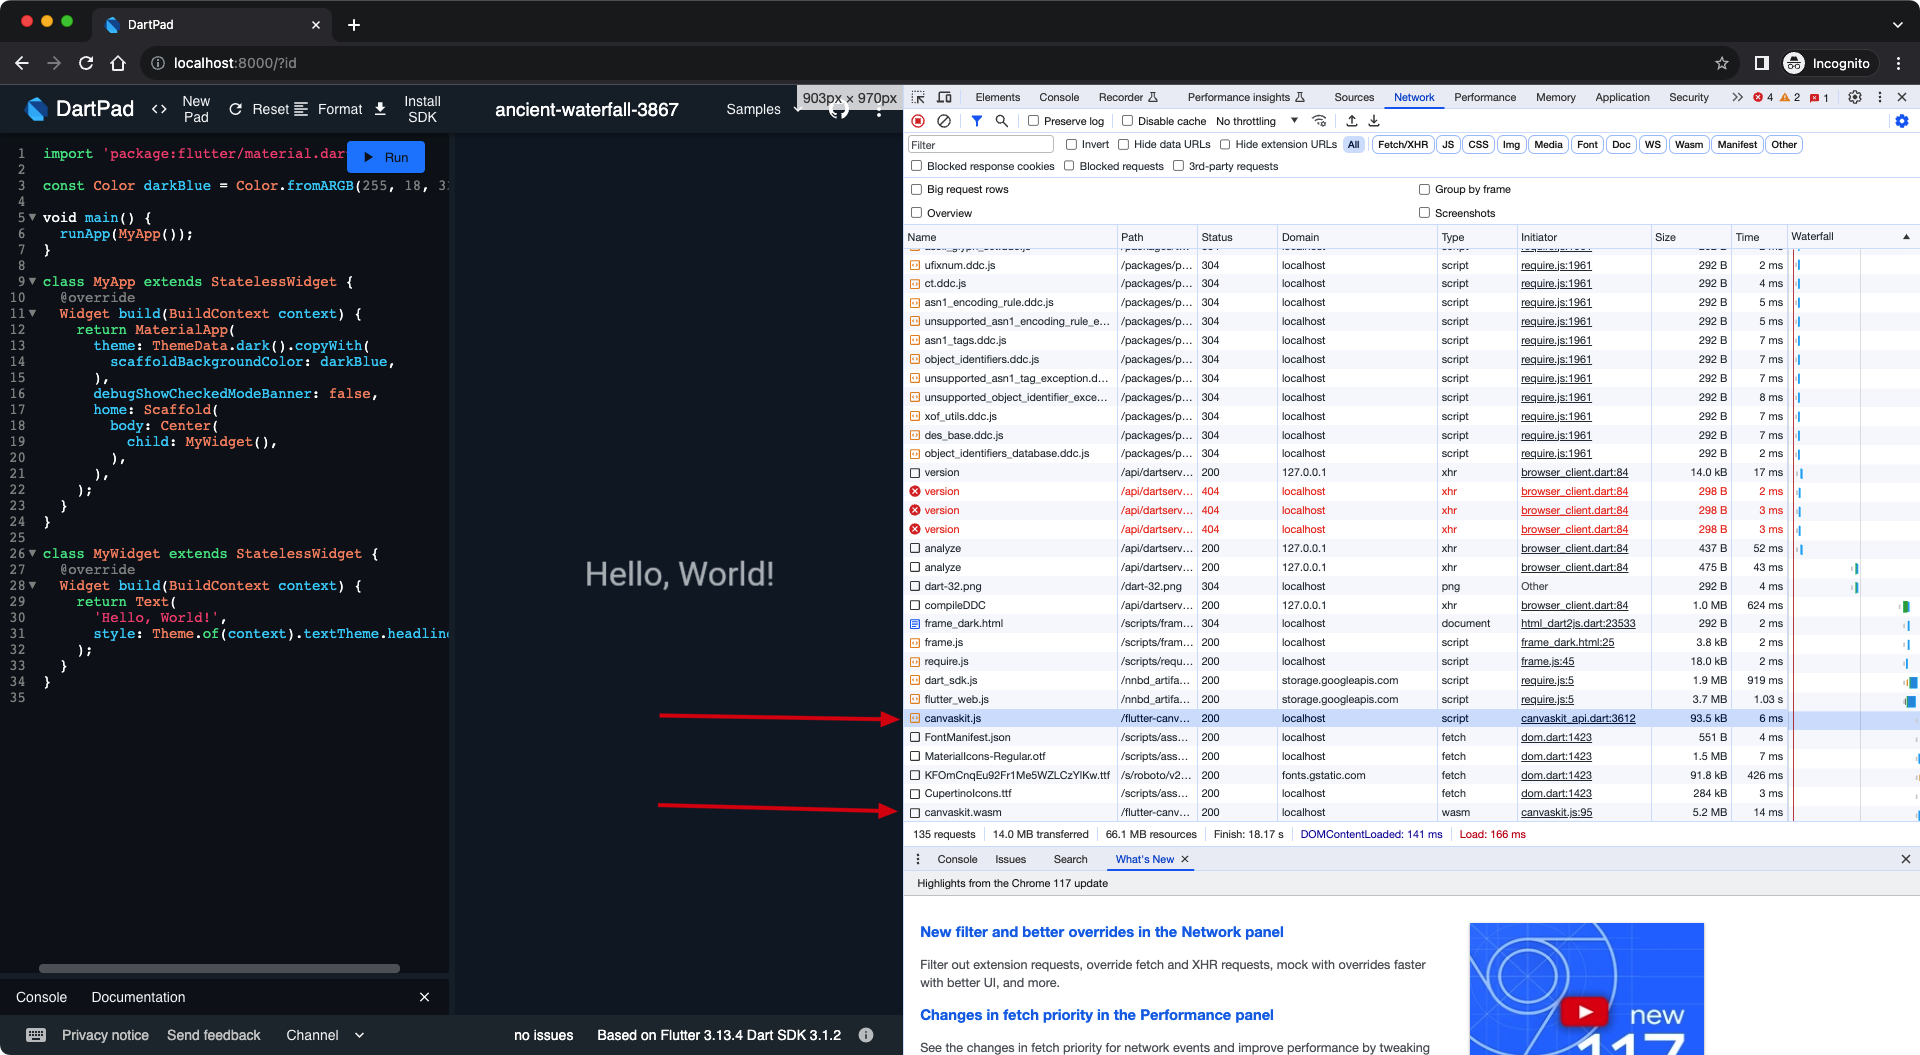 DartPad
localhost:8000/?id
Incognito
DartPad
<> New Pad
Reset
Format
Install SDK
ancient-waterfall-3867
Samples
903px × 970px
Run
1 import 'package:flutter/material.dar
2
3 const Color darkBlue = Color.fromARGB(255, 18, 3
4
5 void main() {
6 runApp(MyApp());
7 }
8
9 class MyApp extends StatelessWidget {
10 @override
11 Widget build(BuildContext context) {
12 return MaterialApp(
13 theme: ThemeData.dark().copyWith(
14 scaffoldBackgroundColor: darkBlue,
15 ),
16 debugShowCheckedModeBanner: false,
17 home: Scaffold(
18 body: Center(
19 child: MyWidget(),
20 ),
21 ),
22 );
23 }
24 }
25
26 class MyWidget extends StatelessWidget {
27 @override
28 Widget build(BuildContext context) {
29 return Text(
30 'Hello, World!',
31 style: Theme.of(context).textTheme.headlin
32 );
33 }
34 }
35
Hello, World!
Console Documentation
Privacy notice Send feedback Channel no issues Based on Flutter 3.13.4 Dart SDK 3.1.2
Elements Console Recorder Performance insights Sources Network Performance Memory Application Security 4 2 1
Preserve log Disable cache No throttling
Filter Invert Hide data URLs Hide extension URLs All Fetch/XHR JS CSS Img Media Font Doc WS Wasm Manifest Other
Blocked response cookies Blocked requests 3rd-party requests
Big request rows Group by frame
Overview Screenshots
Name Path Status Domain Type Initiator Size Time Waterfall
ufixnum.ddc.js /packages/p... 304 localhost script require.js:1961 292 B 2 ms
ct.ddc.js /packages/p... 304 localhost script require.js:1961 292 B 4 ms
asn1_encoding_rule.ddc.js /packages/p... 304 localhost script require.js:1961 292 B 5 ms
unsupported_asn1_encoding_rule_e... /packages/p... 304 localhost script require.js:1961 292 B 5 ms
asn1_tags.ddc.js /packages/p... 304 localhost script require.js:1961 292 B 7 ms
object_identifiers.ddc.js /packages/p... 304 localhost script require.js:1961 292 B 7 ms
unsupported_asn1_tag_exception.d... /packages/p... 304 localhost script require.js:1961 292 B 7 ms
unsupported_object_identifier_exce... /packages/p... 304 localhost script require.js:1961 292 B 8 ms
xof_utils.ddc.js /packages/p... 304 localhost script require.js:1961 292 B 7 ms
des_base.ddc.js /packages/p... 304 localhost script require.js:1961 292 B 7 ms
object_identifiers_database.ddc.js /packages/p... 304 localhost script require.js:1961 292 B 2 ms
version /api/dartserv... 200 127.0.0.1 xhr browser_client.dart:84 14.0 kB 17 ms
version /api/dartserv... 404 localhost xhr browser_client.dart:84 298 B 2 ms
version /api/dartserv... 404 localhost xhr browser_client.dart:84 298 B 3 ms
version /api/dartserv... 404 localhost xhr browser_client.dart:84 298 B 3 ms
analyze /api/dartserv... 200 127.0.0.1 xhr browser_client.dart:84 437 B 52 ms
analyze /api/dartserv... 200 127.0.0.1 xhr browser_client.dart:84 475 B 43 ms
dart-32.png /dart-32.png 304 localhost png Other 292 B 4 ms
compileDDC /api/dartserv... 200 127.0.0.1 xhr browser_client.dart:84 1.0 MB 624 ms
frame_dark.html /scripts/fram... 304 localhost document html_dart2js.dart:23533 292 B 2 ms
frame.js /scripts/fram... 200 localhost script frame_dark.html:25 3.8 kB 2 ms
require.js /scripts/requ... 200 localhost script frame.js:45 18.0 kB 2 ms
dart_sdk.js /nnbd_artifa... 200 storage.googleapis.com script require.js:5 1.9 MB 919 ms
flutter_web.js /nnbd_artifa... 200 storage.googleapis.com script require.js:5 3.7 MB 1.03 s
canvaskit.js /flutter-canv... 200 localhost script canvaskit_api.dart:3612 93.5 kB 6 ms
FontManifest.json /scripts/ass... 200 localhost fetch dom.dart:1423 551 B 4 ms
MaterialIcons-Regular.otf /scripts/ass... 200 localhost fetch dom.dart:1423 1.5 MB 7 ms
KFOmCnqEu92Fr1Me5WZLCzYlKw.ttf /s/roboto/v2... 200 fonts.gstatic.com fetch dom.dart:1423 91.8 kB 426 ms
CupertinoIcons.ttf /scripts/ass... 200 localhost fetch dom.dart:1423 284 kB 3 ms
canvaskit.wasm /flutter-canv... 200 localhost wasm canvaskit.js:95 5.2 MB 14 ms
135 requests 14.0 MB transferred 66.1 MB resources Finish: 18.17 s DOMContentLoaded: 141 ms Load: 166 ms
Console Issues Search What's New
Highlights from the Chrome 117 update
New filter and better overrides in the Network panel
Filter out extension requests, override fetch and XHR requests, mock with overrides faster
with better UI, and more.
Changes in fetch priority in the Performance panel
See the changes in fetch priority for network events and improve performance by tweaking
new
117